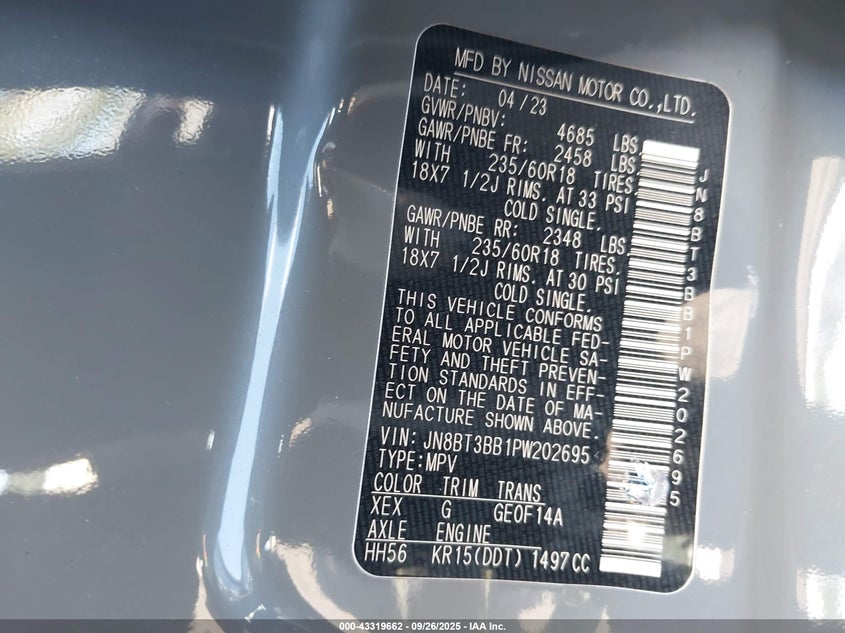 MFD BY NISSAN MOTOR CO.,LTD.
DATE: 04/23
GVWR/PNBV: 4685 LBS
GAWR/PNBE FR: 2458 LBS
WITH 235/60R18 TIRES,
18X7 1/2J RIMS. AT 33 PSI
COLD SINGLE.
GAWR/PNBE RR: 2348 LBS
WITH 235/60R18 TIRES.
18X7 1/2J RIMS. AT 30 PSI
COLD SINGLE.
THIS VEHICLE CONFORMS
TO ALL APPLICABLE FED-
ERAL MOTOR VEHICLE SA-
FETY AND THEFT PREVEN-
TION STANDARDS IN EFF-
ECT ON THE DATE OF MA-
NUFACTURE SHOWN ABOVE.
VIN: JN8BT3BB1PW202695
TYPE:MPV
COLOR TRIM TRANS
XEX G GE0F14A
AXLE ENGINE
HH56 KR15(DDT) 1497CC
JN8BT3BB1PW202695
000-43319662 - 09/26/2025 - IAA Inc.